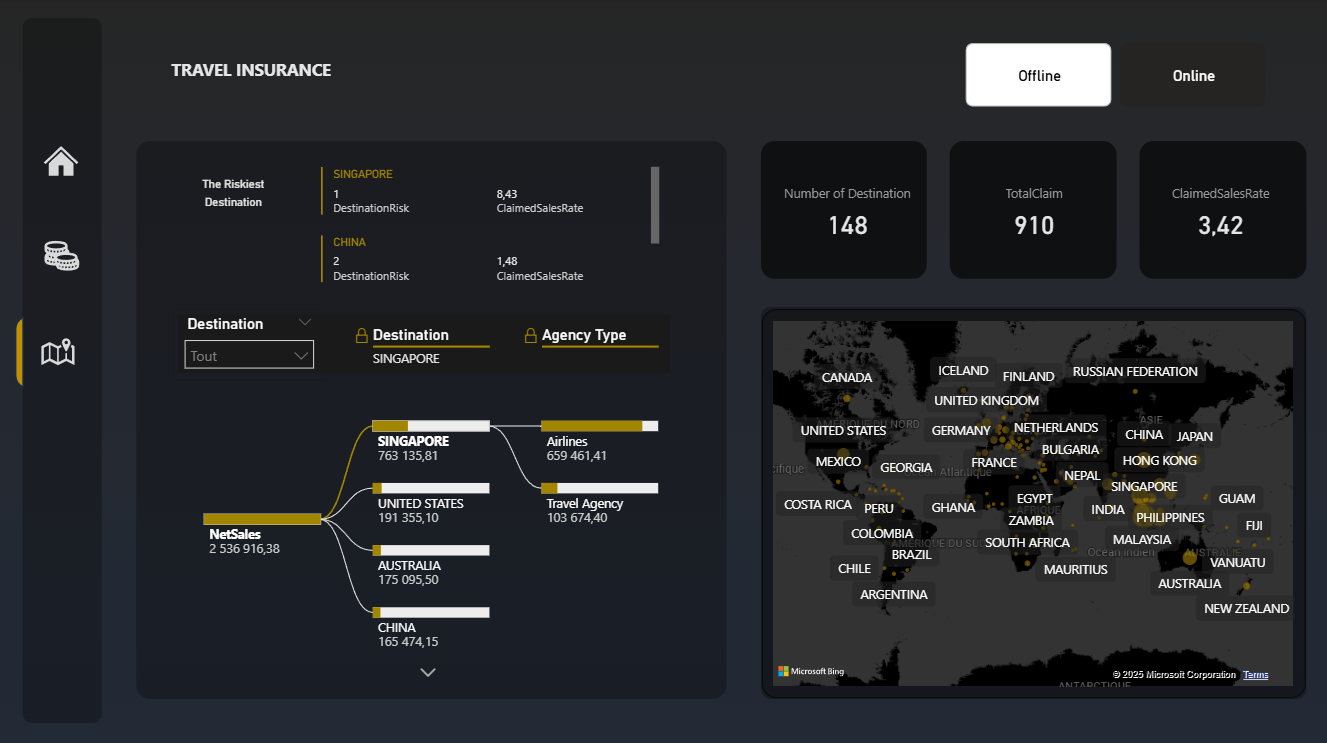 TRAVEL INSURANCE
Offline
Online
The Riskiest
Destination
SINGAPORE
1
8,43
DestinationRisk
ClaimedSalesRate
CHINA
2
1,48
DestinationRisk
ClaimedSalesRate
Number of Destination
148
TotalClaim
910
ClaimedSalesRate
3,42
Destination
Tout
Destination
SINGAPORE
Agency Type
NetSales
2 536 916,38
SINGAPORE
763 135,81
UNITED STATES
191 355,10
AUSTRALIA
175 095,50
CHINA
165 474,15
Airlines
659 461,41
Travel Agency
103 674,40
CANADA
ICELAND
FINLAND
RUSSIAN FEDERATION
UNITED KINGDOM
ASIE
UNITED STATES
GERMANY
NETHERLANDS
CHINA
JAPAN
BULGARIA
MEXICO
GEORGIA
FRANCE
HONG KONG
cifique
Atlantique
NEPAL
SINGAPORE
COSTA RICA
PERU
GHANA
EGYPT
AFRIQUE
INDIA
GUAM
ZAMBIA
PHILIPPINES
FIJI
COLOMBIA
AMÉRIQUE DU SUD
SOUTH AFRICA
MALAYSIA
BRAZIL
Océan Indien
AUSTRALIE
VANUATU
CHILE
MAURITIUS
AUSTRALIA
ARGENTINA
NEW ZEALAND
Microsoft Bing
© 2025 Microsoft Corporation Terms
ANTARCTIQUE